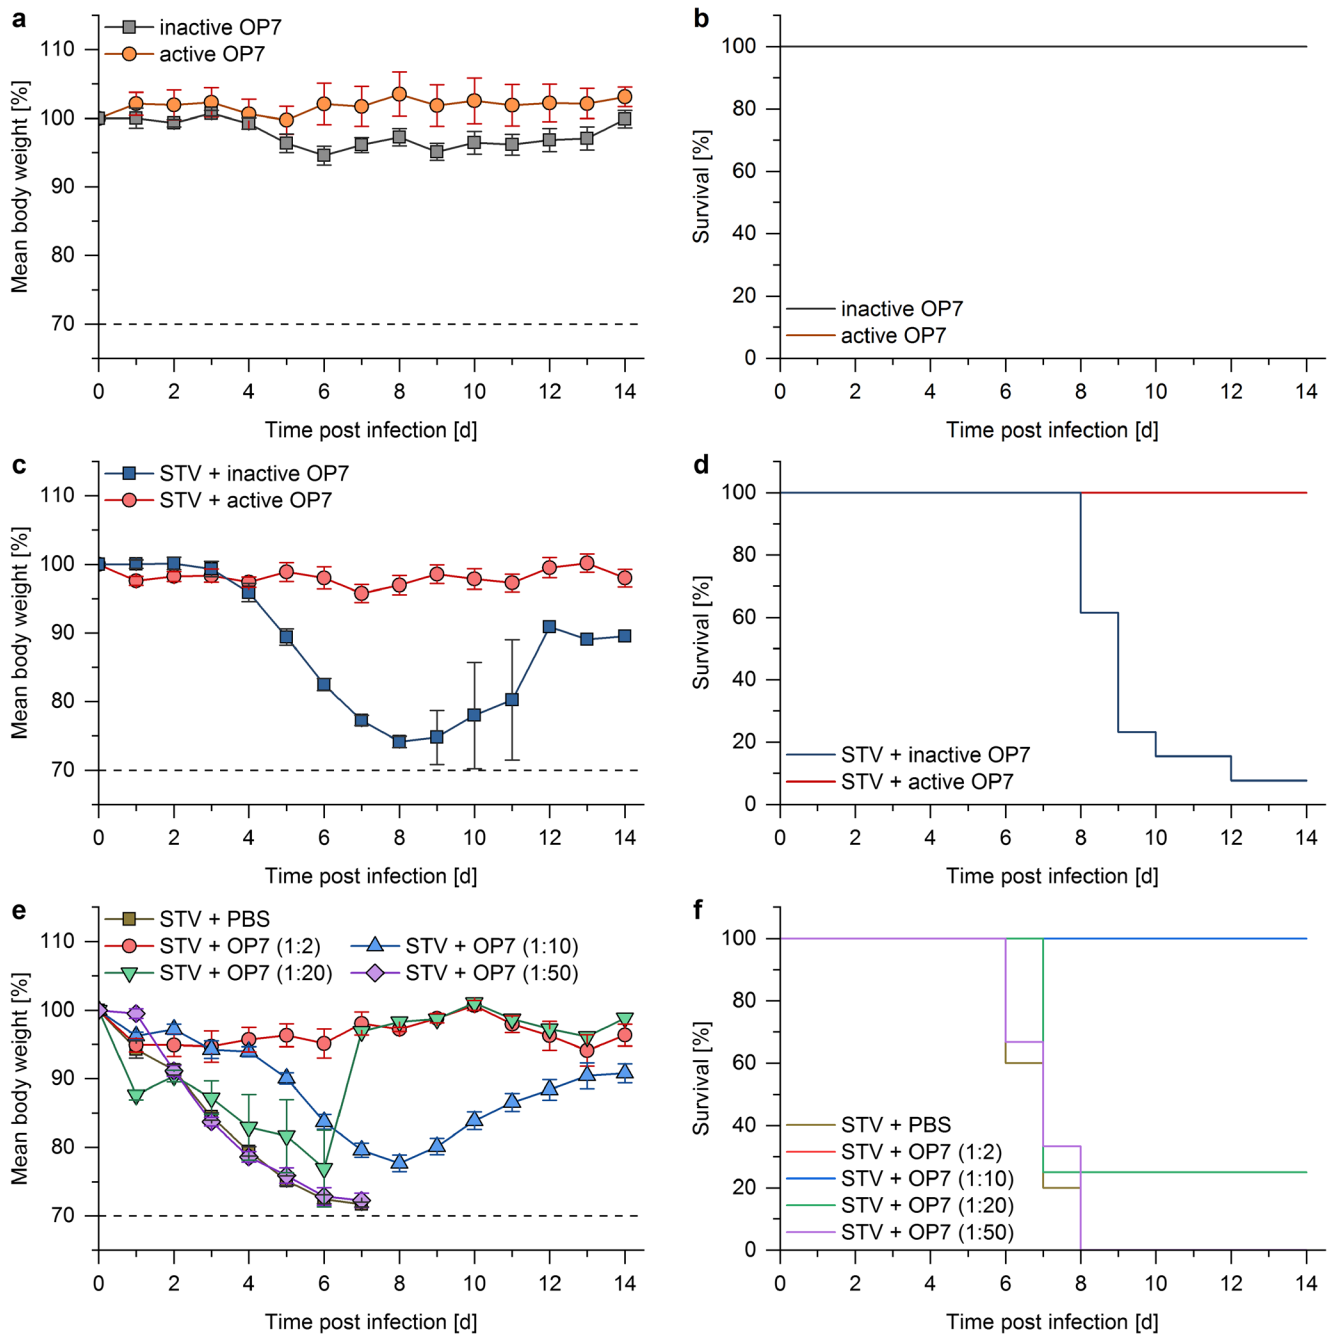 a
inactive OP7
active OP7
Mean body weight [%]
110
100
90
80
70
0 2 4 6 8 10 12 14
Time post infection [d]
b
Survival [%]
100
80
60
40
20
0
inactive OP7
active OP7
0 2 4 6 8 10 12 14
Time post infection [d]
c
STV + inactive OP7
STV + active OP7
Mean body weight [%]
110
100
90
80
70
0 2 4 6 8 10 12 14
Time post infection [d]
d
Survival [%]
100
80
60
40
20
0
STV + inactive OP7
STV + active OP7
0 2 4 6 8 10 12 14
Time post infection [d]
e
STV + PBS
STV + OP7 (1:2) STV + OP7 (1:10)
STV + OP7 (1:20) STV + OP7 (1:50)
Mean body weight [%]
110
100
90
80
70
0 2 4 6 8 10 12 14
Time post infection [d]
f
Survival [%]
100
80
60
40
20
0
STV + PBS
STV + OP7 (1:2)
STV + OP7 (1:10)
STV + OP7 (1:20)
STV + OP7 (1:50)
0 2 4 6 8 10 12 14
Time post infection [d]